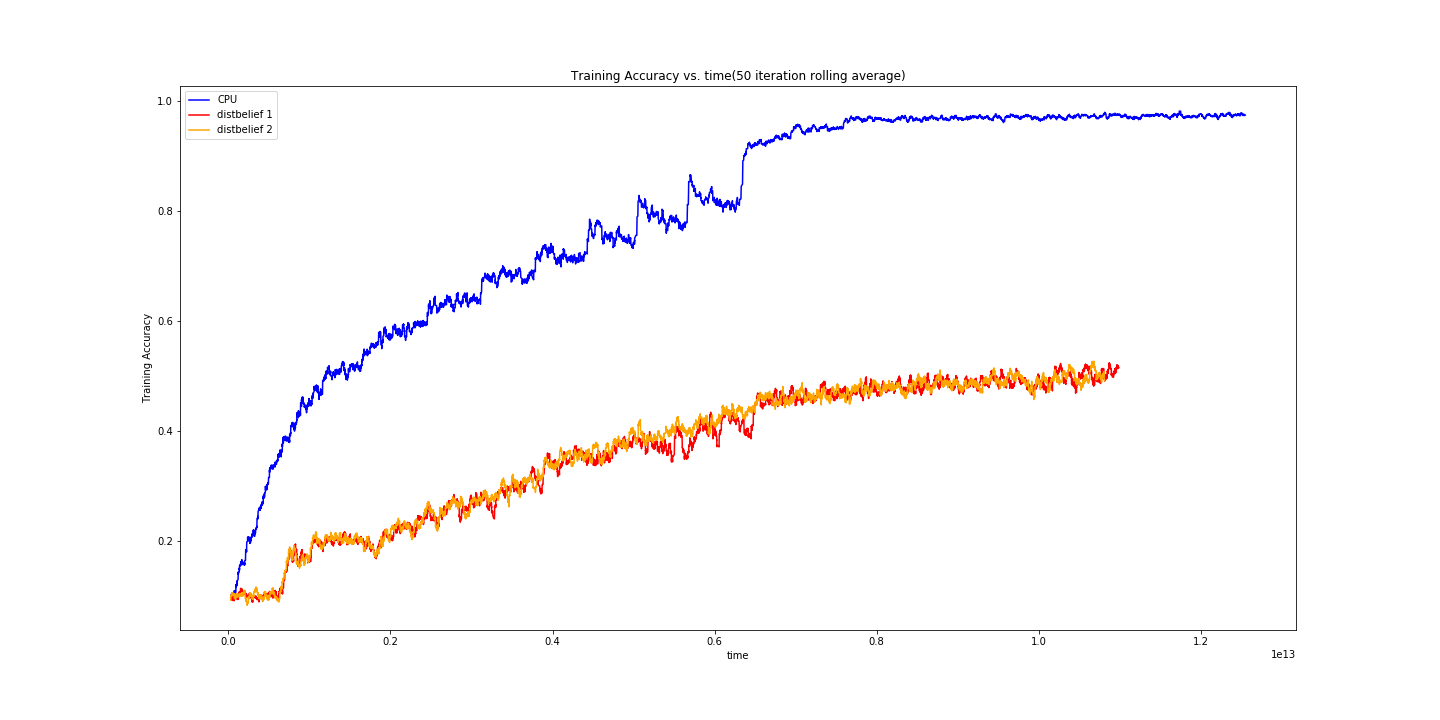 Training Accuracy vs. time(50 iteration rolling average)
CPU
distbelief 1
distbelief 2
1.0
0.8
0.6
0.4
0.2
Training Accuracy
0.0 0.2 0.4 0.6 0.8 1.0 1.2
1e13
time